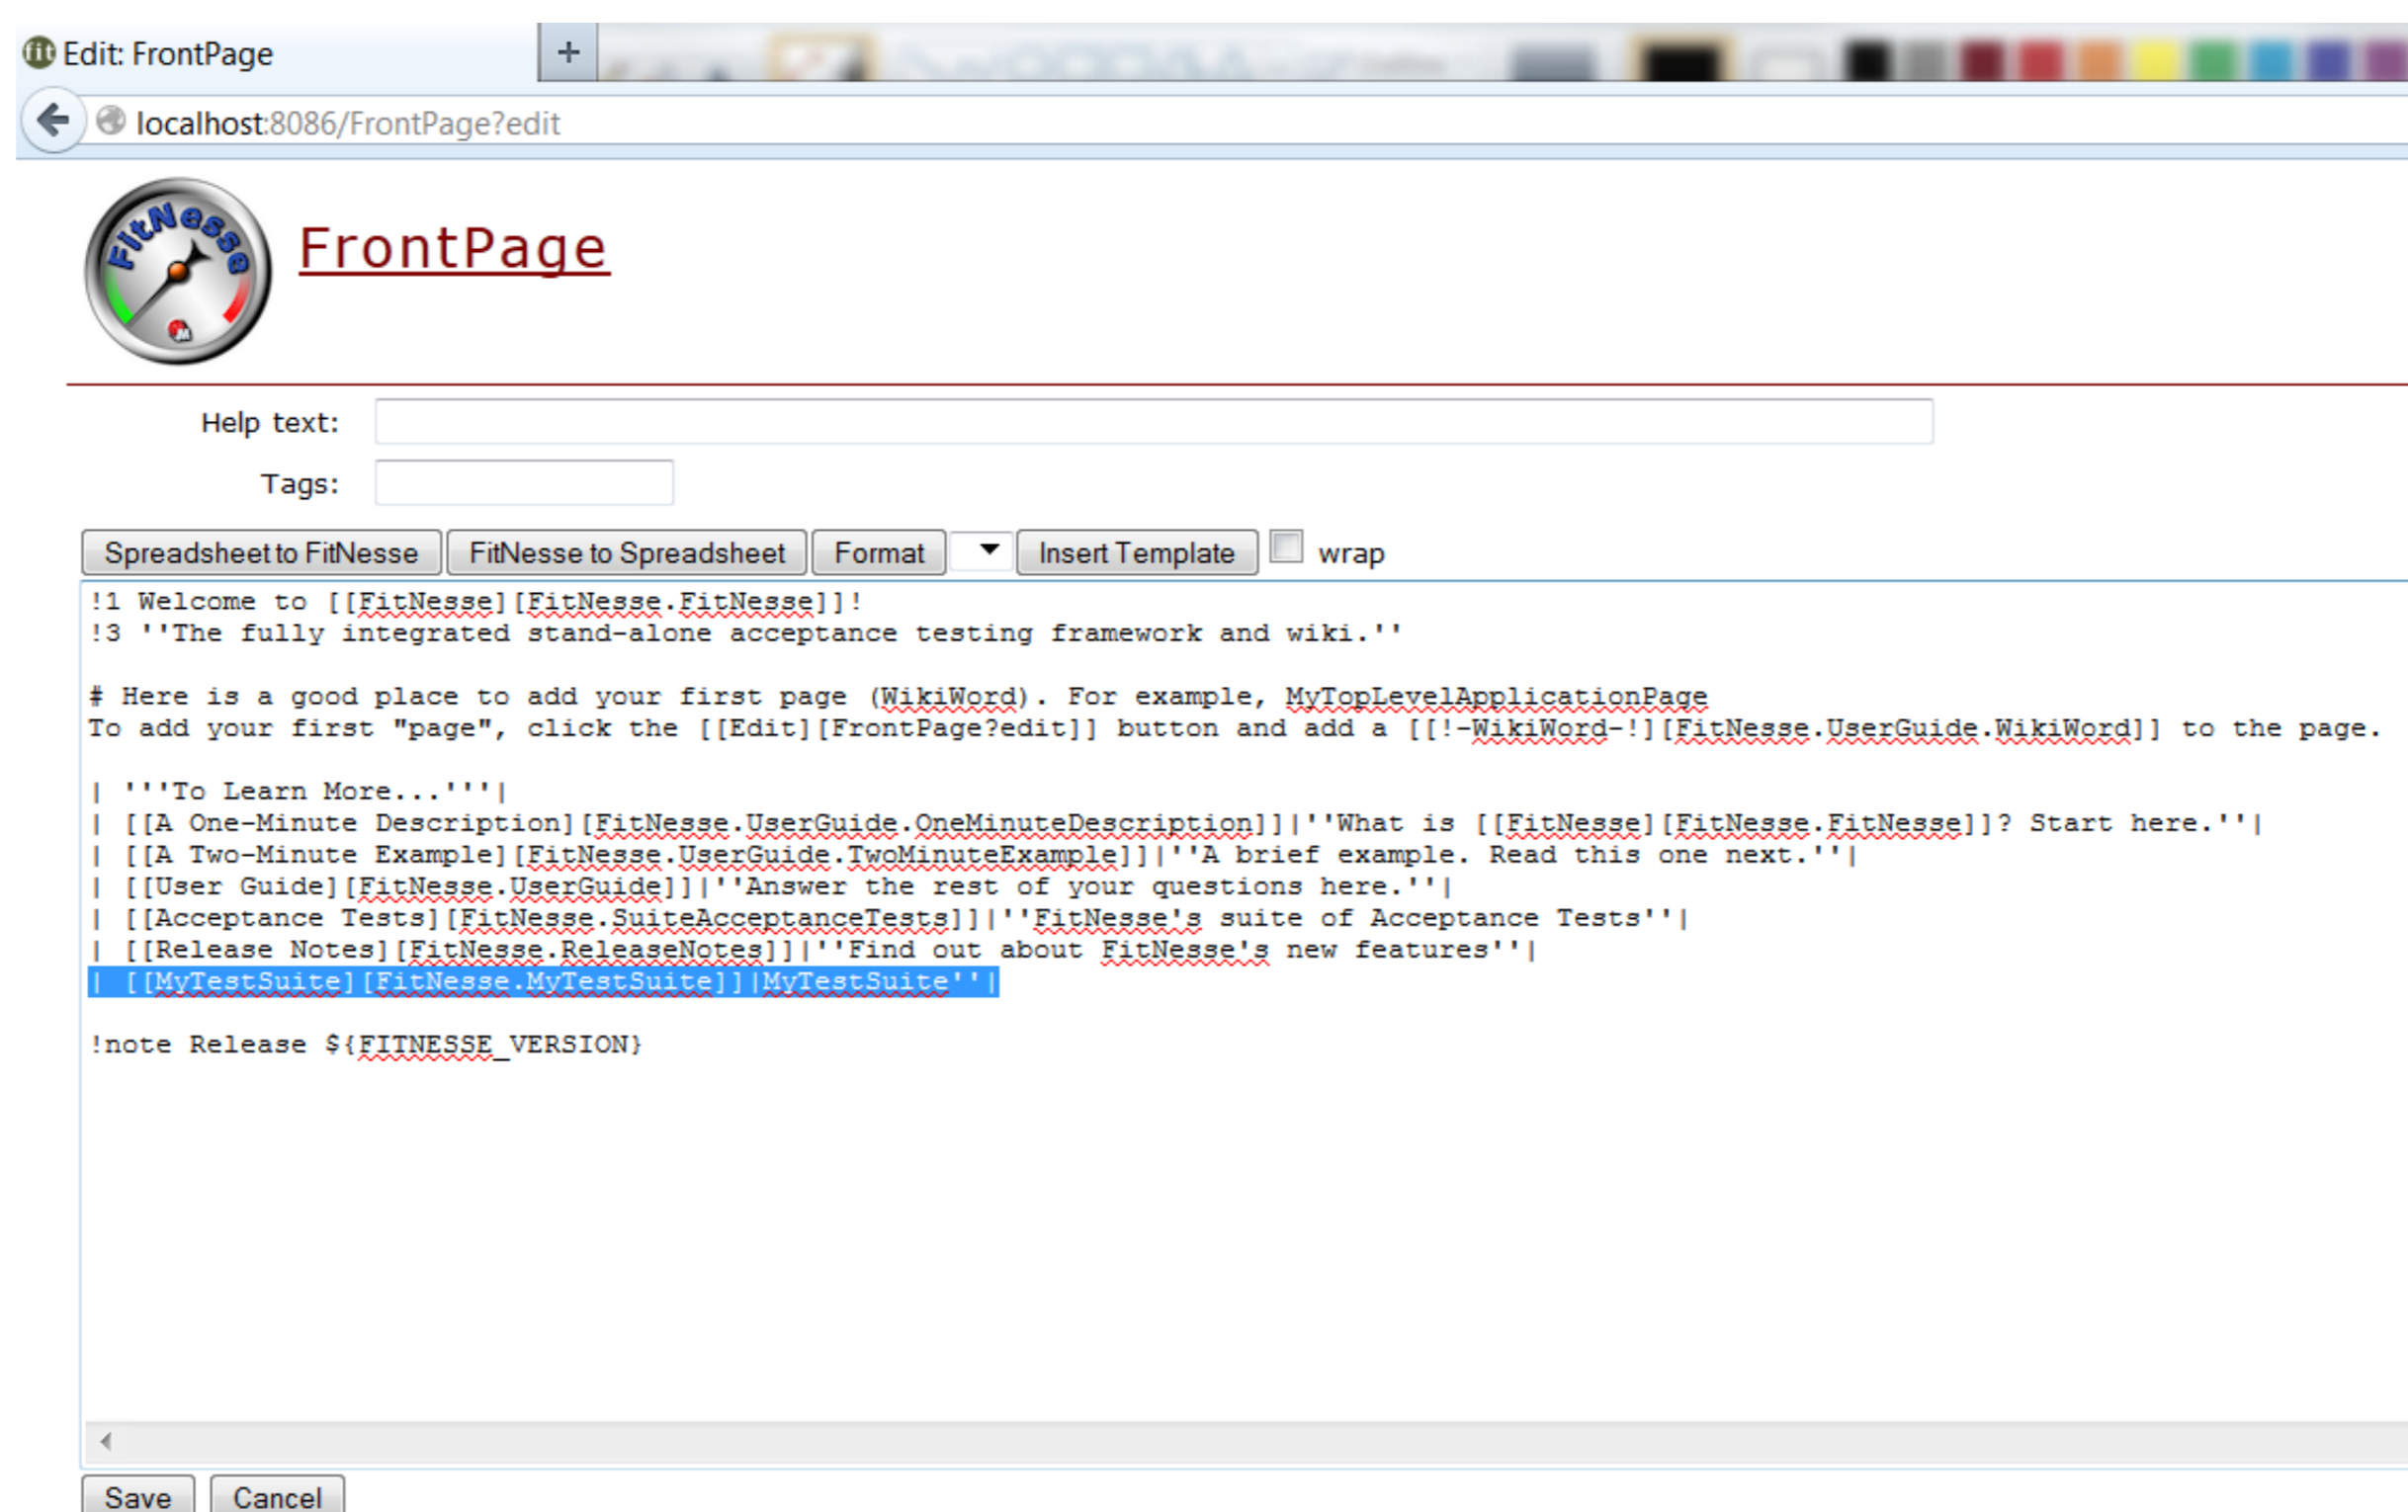 fit Edit: FrontPage +
localhost:8086/FrontPage?edit
FitNesse
FrontPage
Help text:
Tags:
Spreadsheet to FitNesse FitNesse to Spreadsheet Format Insert Template wrap
!1 Welcome to [[FitNesse][FitNesse.FitNesse]]!
!3 ''The fully integrated stand-alone acceptance testing framework and wiki.''
# Here is a good place to add your first page (WikiWord). For example, MyTopLevelApplicationPage
To add your first "page", click the [[Edit][FrontPage?edit]] button and add a [[!-WikiWord-!][FitNesse.UserGuide.WikiWord]] to the page.
| '''To Learn More...'''|
| [[A One-Minute Description][FitNesse.UserGuide.OneMinuteDescription]]|''What is [[FitNesse][FitNesse.FitNesse]]? Start here.''|
| [[A Two-Minute Example][FitNesse.UserGuide.TwoMinuteExample]]|''A brief example. Read this one next.''|
| [[User Guide][FitNesse.UserGuide]]|''Answer the rest of your questions here.''|
| [[Acceptance Tests][FitNesse.SuiteAcceptanceTests]]|''FitNesse's suite of Acceptance Tests''|
| [[Release Notes][FitNesse.ReleaseNotes]]|''Find out about FitNesse's new features''|
| [[MyTestSuite][FitNesse.MyTestSuite]]|MyTestSuite''|
!note Release ${FITNESSE_VERSION}
Save Cancel